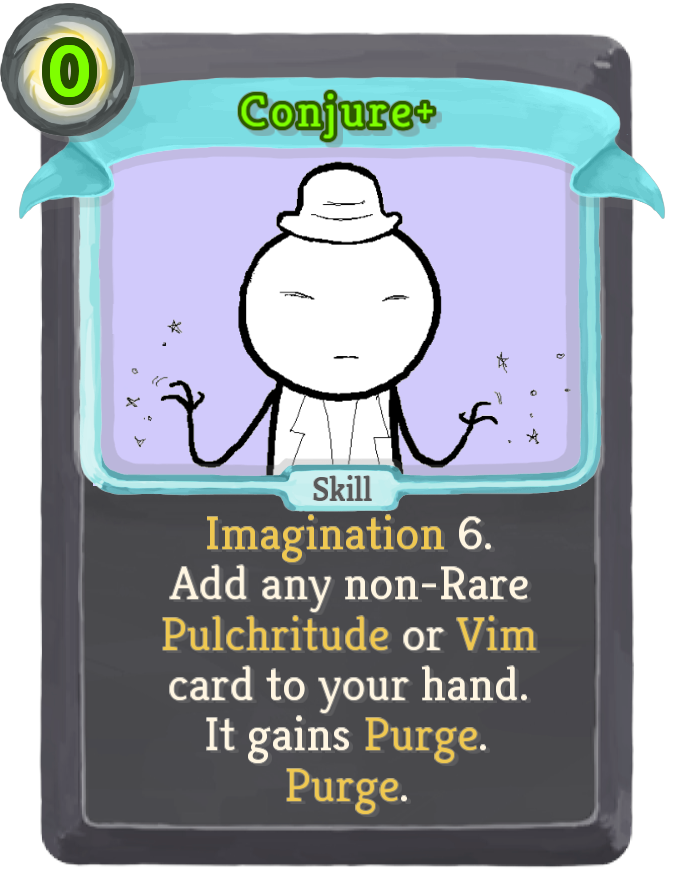 0
Conjure+
Skill
Imagination 6.
Add any non-Rare
Pulchritude or Vim
card to your hand.
It gains Purge.
Purge.